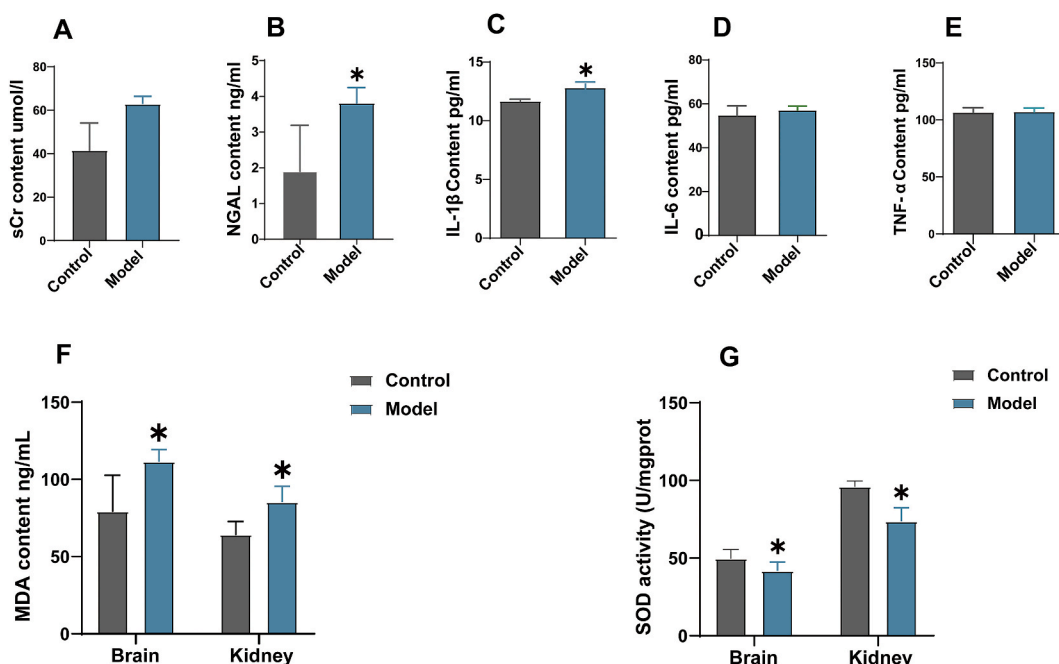 A
sCr content umol/l
80
60
40
20
0
Control
Model
B
NGAL content ng/ml
5
4
3
2
1
0
*
Control
Model
C
IL-1β Content pg/ml
15
10
5
0
*
Control
Model
D
IL-6 content pg/ml
80
60
40
20
0
Control
Model
E
TNF- α Content pg/ml
150
100
50
0
Control
Model
F
Control
Model
MDA content ng/mL
150
100
50
0
*
*
Brain
Kidney
G
Control
Model
SOD activity (U/mgprot
150
100
50
0
*
*
Brain
Kidney